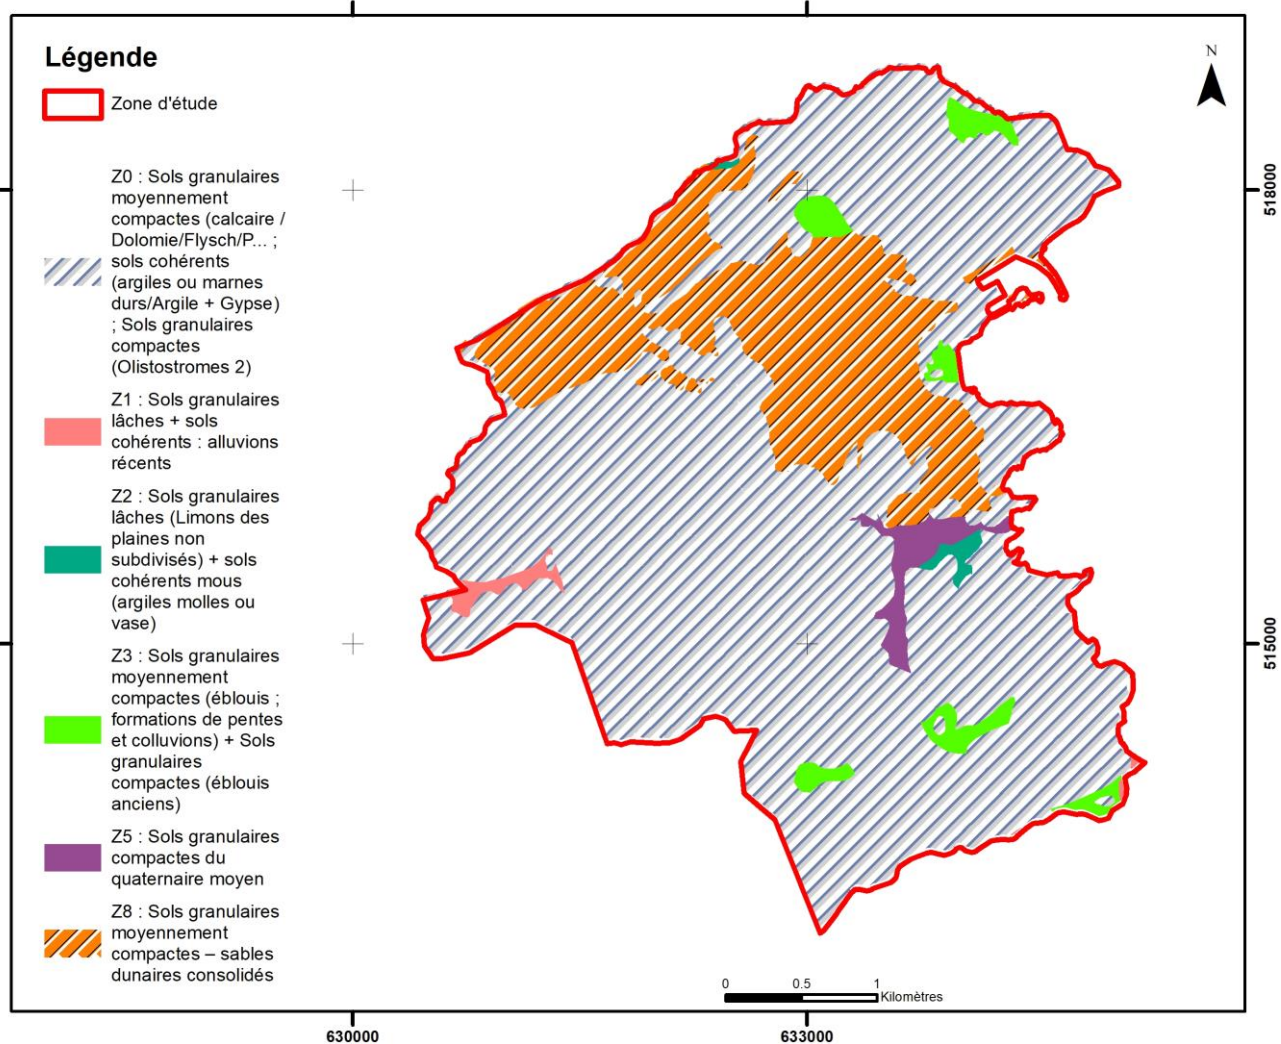 Légende
Zone d'étude
Z0 : Sols granulaires
moyennement
compactes (calcaire /
Dolomie/Flysch/P... ;
sols cohérents
(argiles ou marnes
durs/Argile + Gypse)
; Sols granulaires
compactes
(Olistostromes 2)
Z1 : Sols granulaires
lâches + sols
cohérents : alluvions
récents
Z2 : Sols granulaires
lâches (Limons des
plaines non
subdivisés) + sols
cohérents mous
(argiles molles ou
vase)
Z3 : Sols granulaires
moyennement
compactes (éblouis ;
formations de pentes
et colluvions) + Sols
granulaires
compactes (éblouis
anciens)
Z5 : Sols granulaires
compactes du
quaternaire moyen
Z8 : Sols granulaires
moyennement
compactes – sables
dunaires consolidés
N
518000
515000
0 0.5 1
Kilomètres
630000 633000